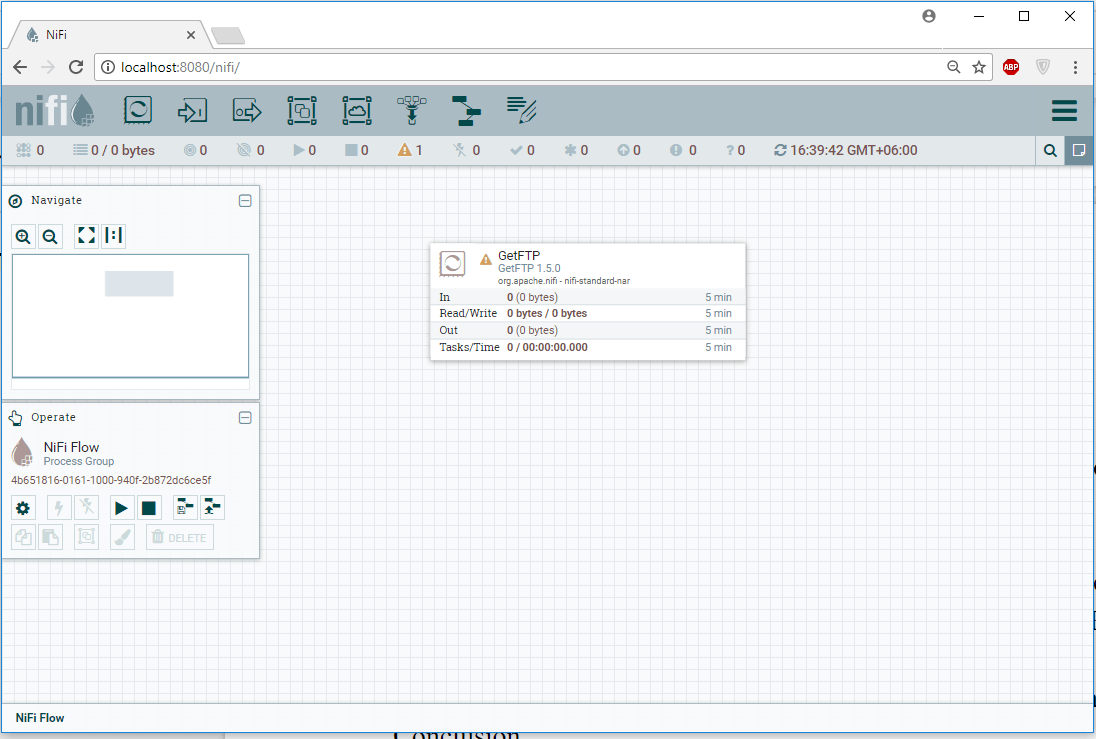 NiFi
localhost:8080/nifi/
ABP
nifi
0 0 / 0 bytes 0 0 0 0 1 0 0 0 0 0 ? 0 16:39:42 GMT+06:00
Navigate
GetFTP
GetFTP 1.5.0
org.apache.nifi - nifi-standard-nar
In 0 (0 bytes) 5 min
Read/Write 0 bytes / 0 bytes 5 min
Out 0 (0 bytes) 5 min
Tasks/Time 0 / 00:00:00.000 5 min
Operate
NiFi Flow
Process Group
4b651816-0161-1000-940f-2b872dc6ce5f
DELETE
NiFi Flow
Conclusion